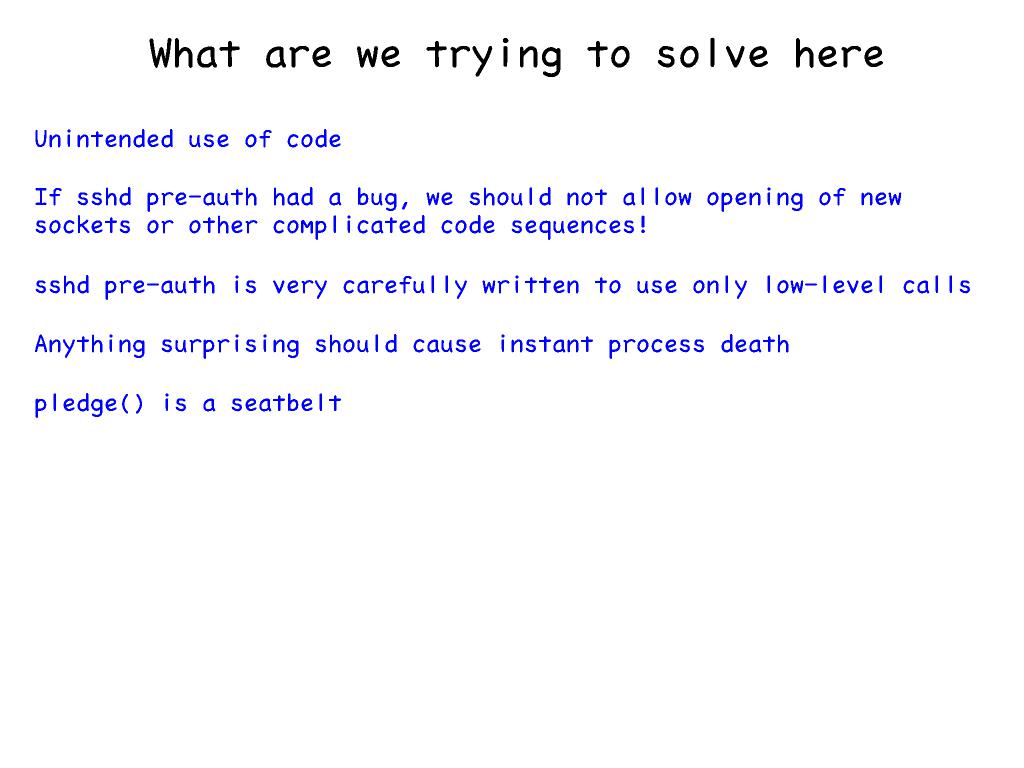 What are we trying to solve here
Unintended use of code
If sshd pre-auth had a bug, we should not allow opening of new
sockets or other complicated code sequences!
sshd pre-auth is very carefully written to use only low-level calls
Anything surprising should cause instant process death
pledge() is a seatbelt